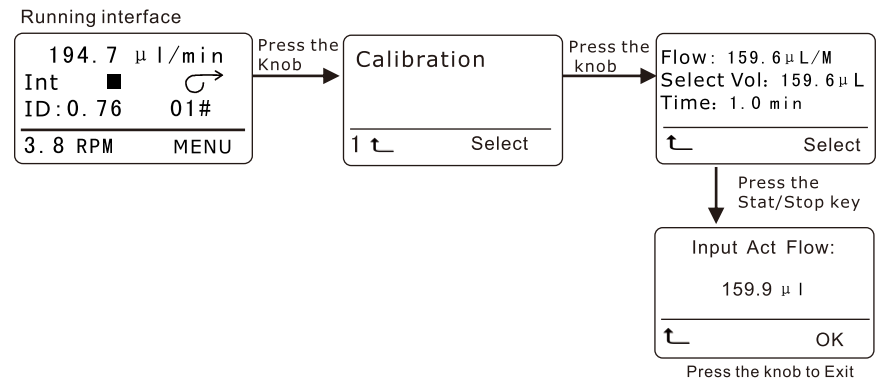 Running interface
194.7 μl/min
Int
ID:0.76 01#
3.8 RPM MENU
Press the
Knob
Calibration
1 Select
Press the
knob
Flow: 159.6μL/M
Select Vol: 159.6μL
Time: 1.0 min
Select
Press the
Stat/Stop key
Input Act Flow:
159.9 μl
OK
Press the knob to Exit